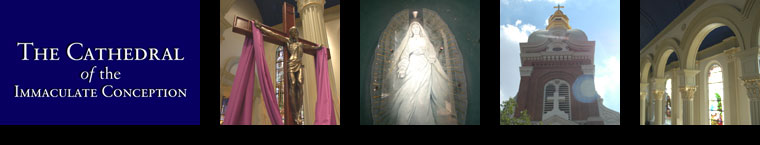 The Cathedral
of the
Immaculate Conception